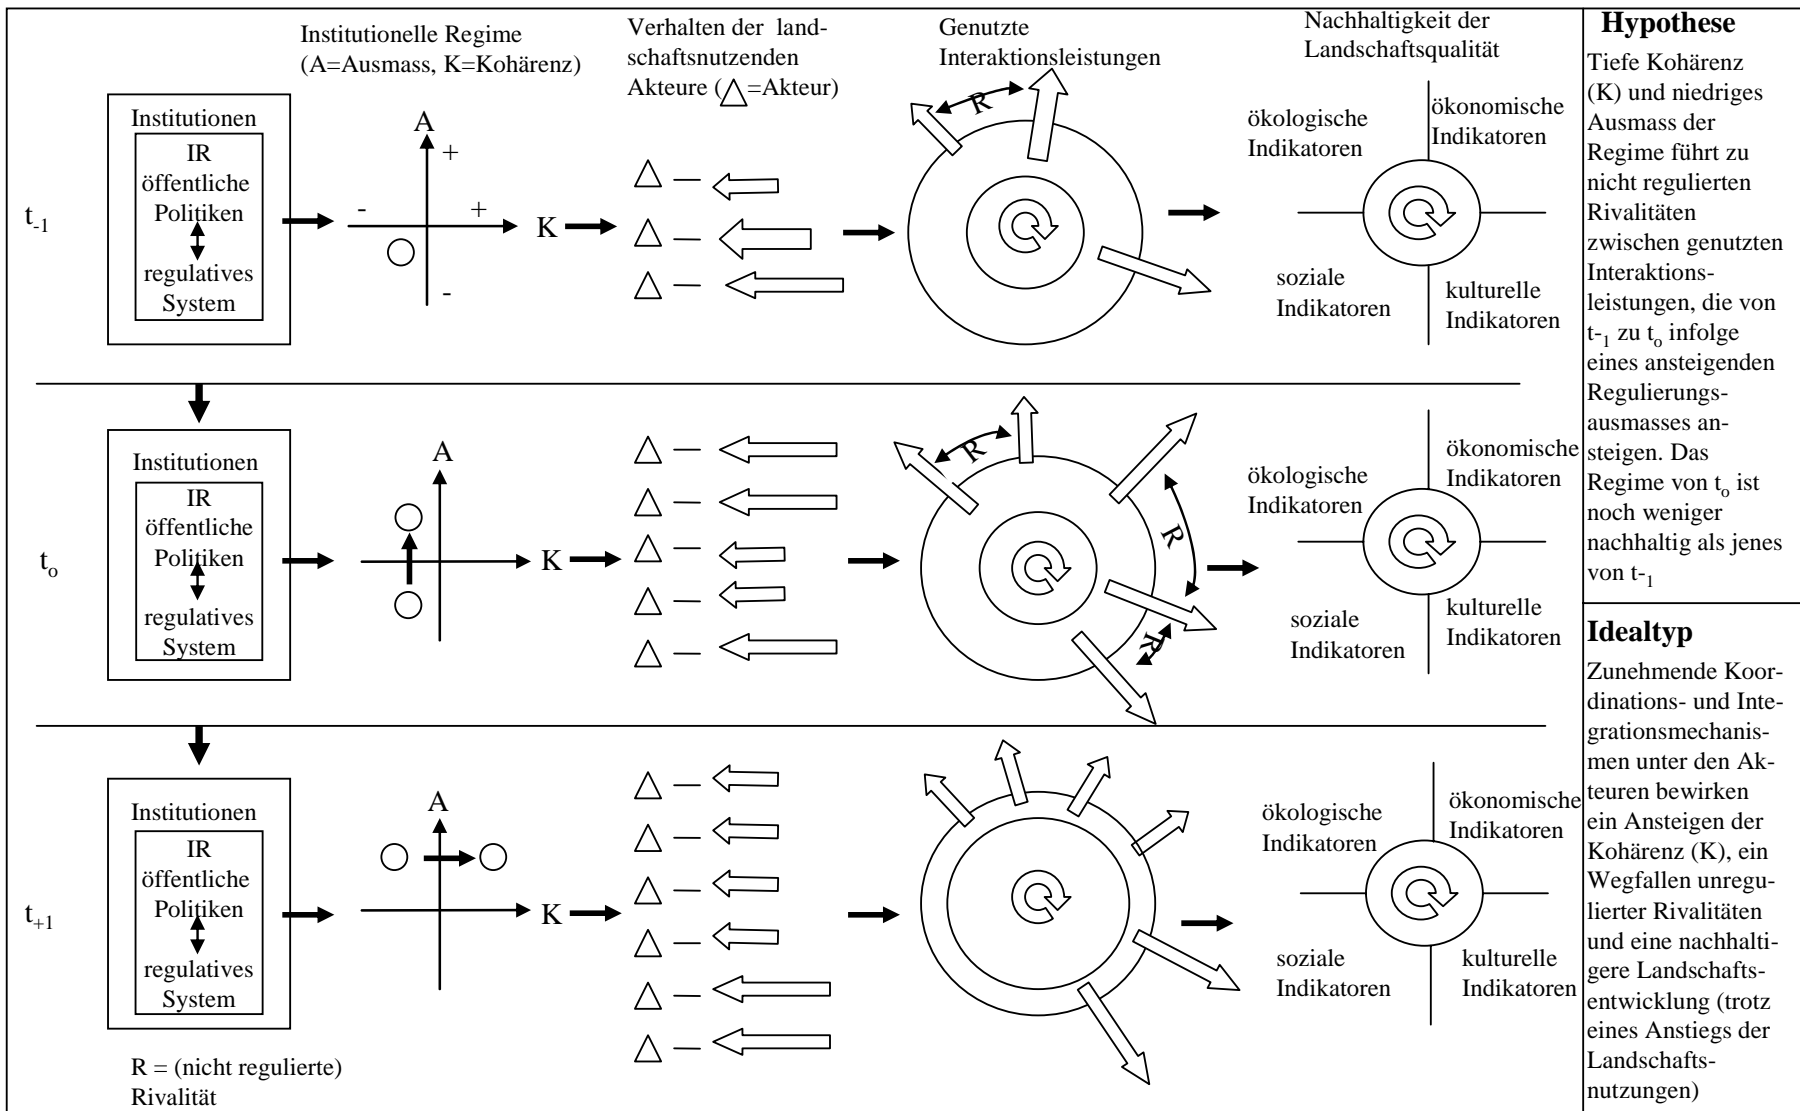 Institutionelle Regime
(A=Ausmass, K=Kohärenz)
Verhalten der land-
schaftsnutzenden
Akteure (△=Akteur)
Genutzte
Interaktionsleistungen
Nachhaltigkeit der
Landschaftsqualität
t-1
Institutionen
IR
öffentliche
Politiken
regulatives
System
A
+
-
+
K
-
R
ökologische
Indikatoren
ökonomische
Indikatoren
soziale
Indikatoren
kulturelle
Indikatoren
to
Institutionen
IR
öffentliche
Politiken
regulatives
System
A
K
R
R
R
ökologische
Indikatoren
ökonomische
Indikatoren
soziale
Indikatoren
kulturelle
Indikatoren
t+1
Institutionen
IR
öffentliche
Politiken
regulatives
System
A
K
ökologische
Indikatoren
ökonomische
Indikatoren
soziale
Indikatoren
kulturelle
Indikatoren
R = (nicht regulierte)
Rivalität
Hypothese
Tiefe Kohärenz
(K) und niedriges
Ausmass der
Regime führt zu
nicht regulierten
Rivalitäten
zwischen genutzten
Interaktions-
leistungen, die von
t-1 zu to infolge
eines ansteigenden
Regulierungs-
ausmasses an-
steigen. Das
Regime von to ist
noch weniger
nachhaltig als jenes
von t-1
Idealtyp
Zunehmende Koor-
dinations- und Inte-
grationsmechanis-
men unter den Ak-
teuren bewirken
ein Ansteigen der
Kohärenz (K), ein
Wegfallen unregu-
lierter Rivalitäten
und eine nachhalti-
gere Landschafts-
entwicklung (trotz
eines Anstiegs der
Landschafts-
nutzungen)